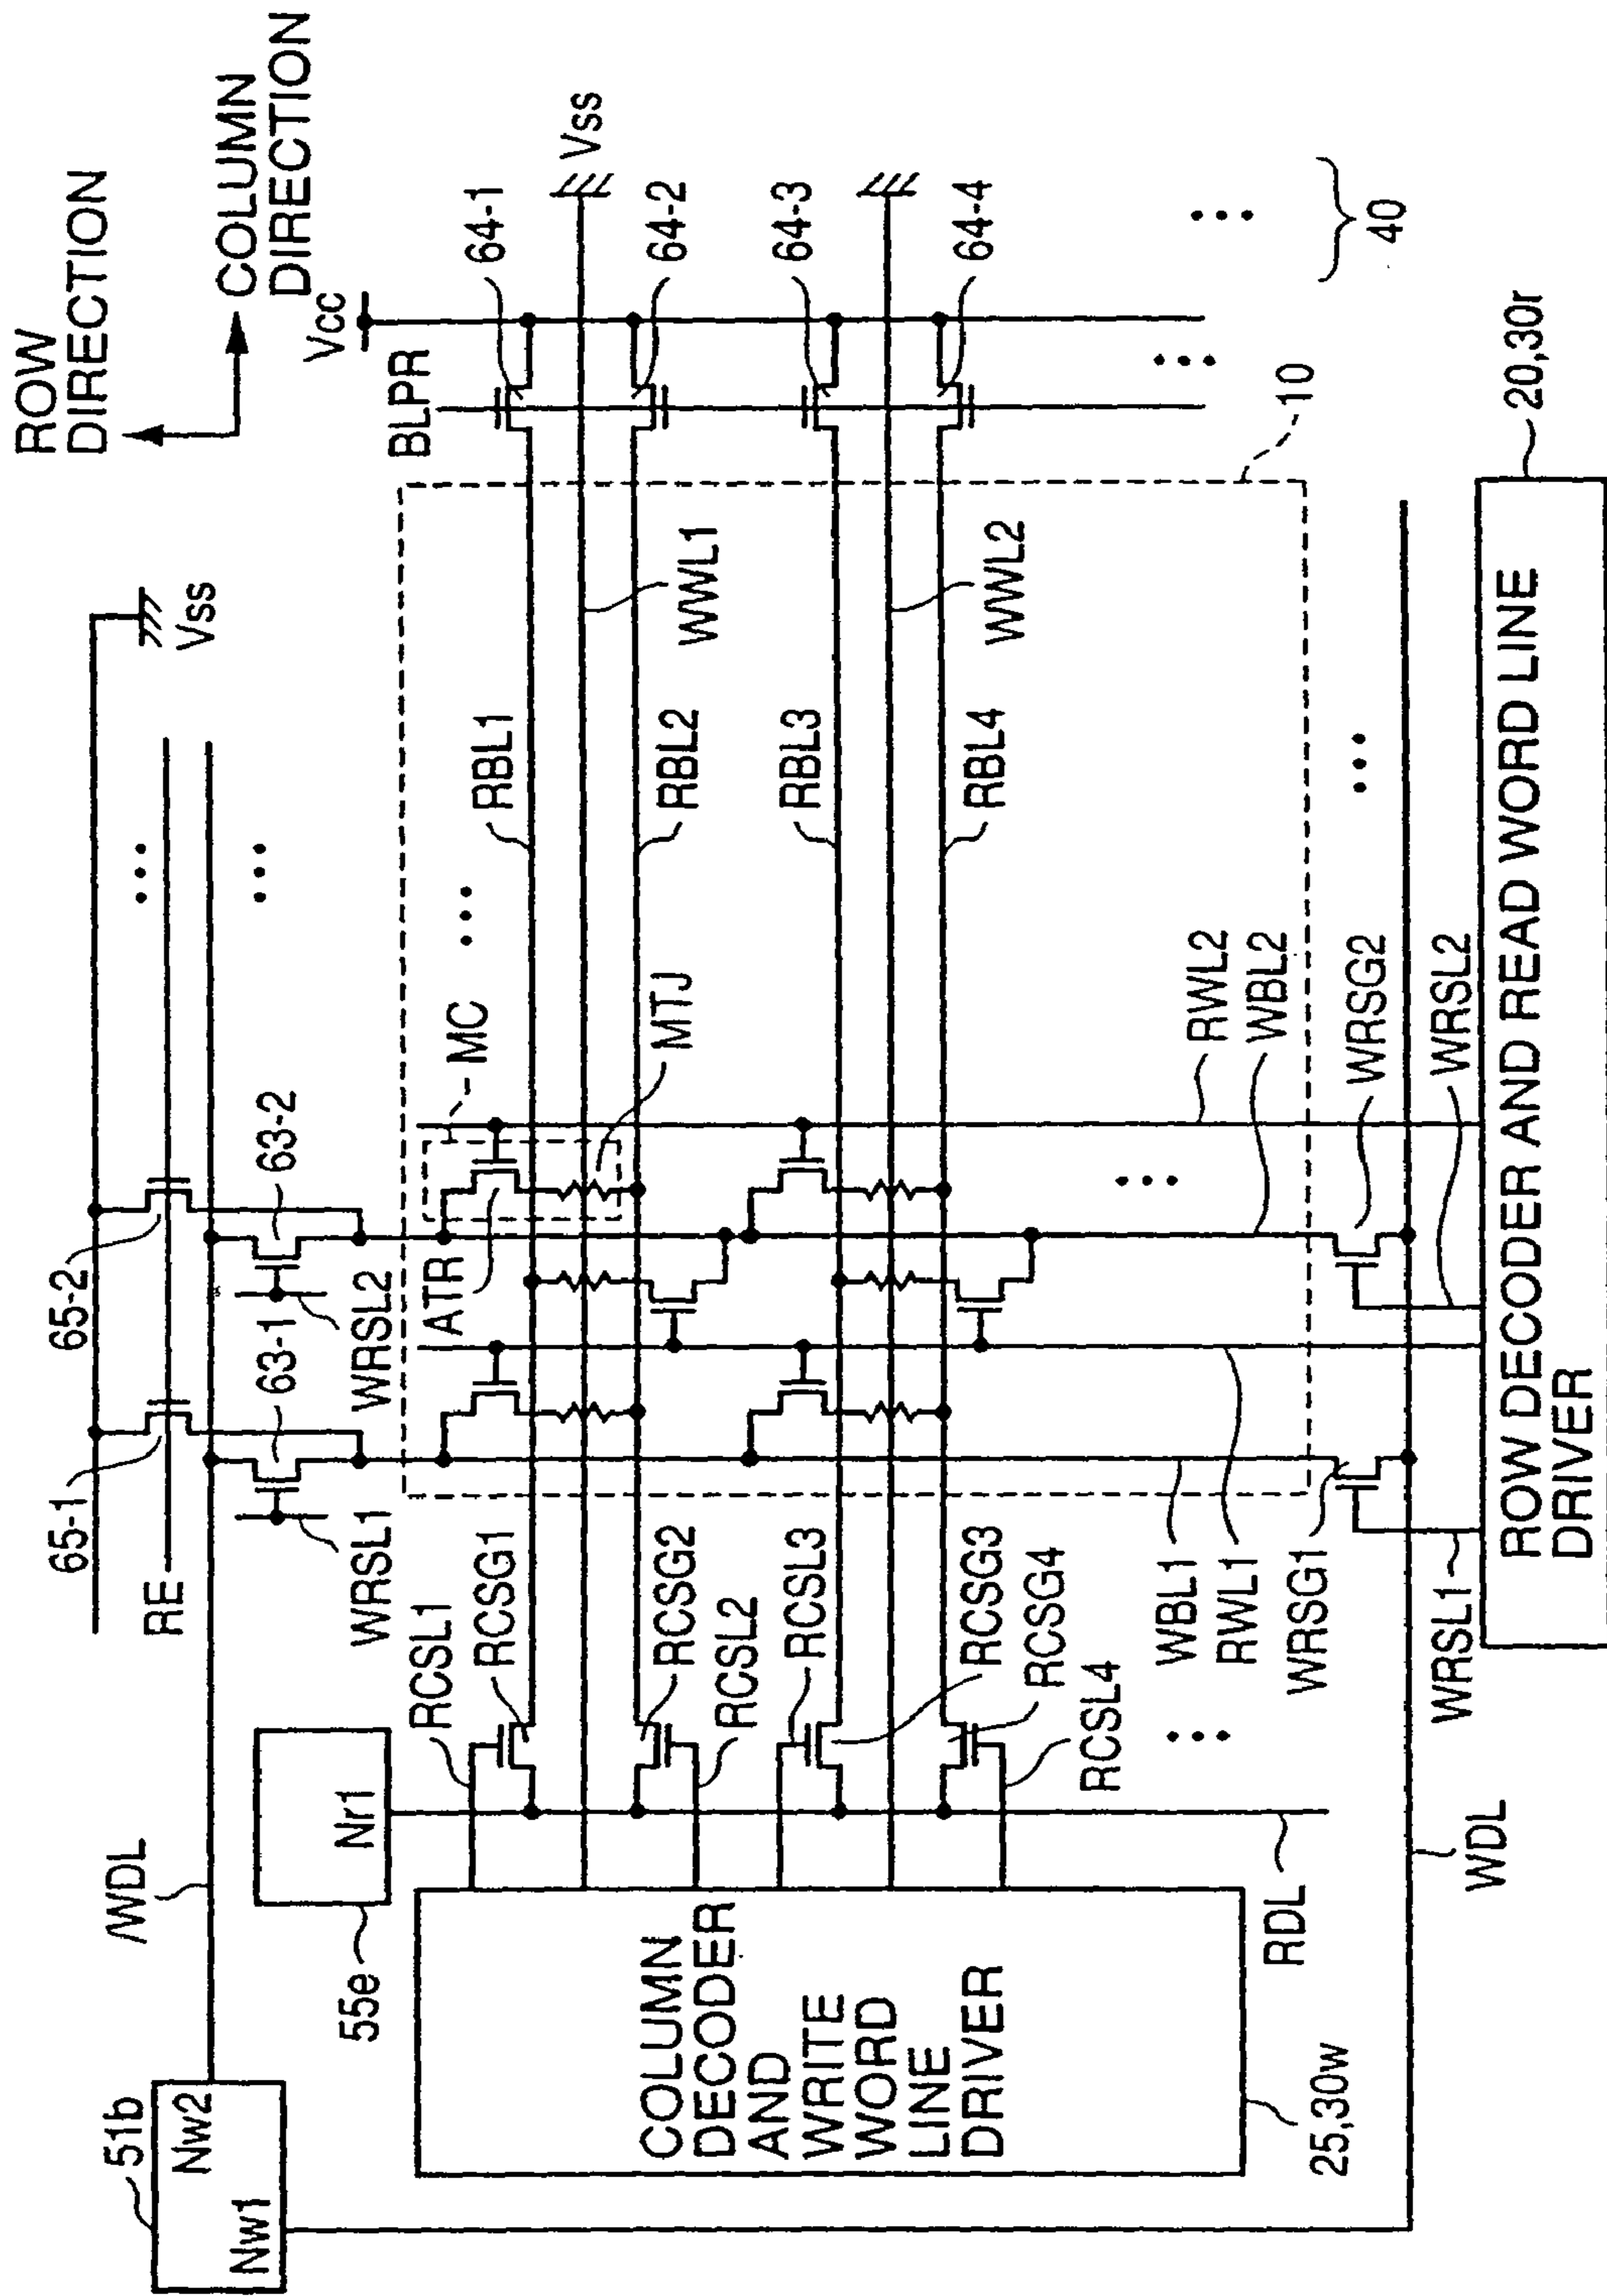 ROW
DIRECTION
COLUMN
DIRECTION
51b
Nw2
Nw1
/WDL
65-1
65-2
Vss
RE
63-1
63-2
WRSL1
WRSL2
Vcc
BLPR
55e
Nr1
RCSL1
RCSG1
RCSG2
RCSL2
RCSL3
RCSG3
RCSG4
RCSL4
ATR
MC
MTJ
RBL1
WWL1
RBL2
RBL3
WWL2
RBL4
64-1
Vss
64-2
64-3
64-4
40
10
COLUMN
DECODER
AND
WRITE
WORD
LINE
DRIVER
25,30w
RDL
WDL
WBL1
RWL1
WRSG1
WRSL1
RWL2
WBL2
WRSG2
WRSL2
20,30r
ROW DECODER AND READ WORD LINE
DRIVER